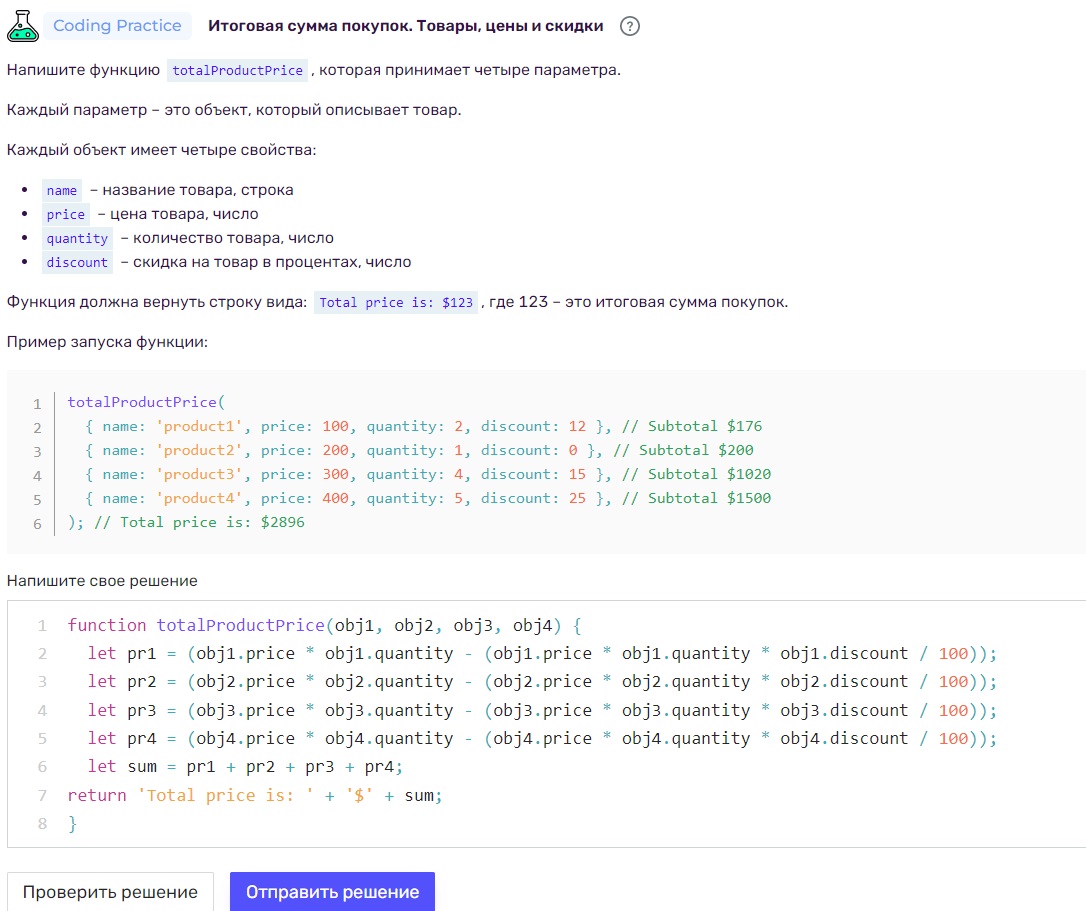 Coding Practice Итоговая сумма покупок. Товары, цены и скидки ?
Напишите функцию totalProductPrice , которая принимает четыре параметра.
Каждый параметр – это объект, который описывает товар.
Каждый объект имеет четыре свойства:
• name – название товара, строка
• price – цена товара, число
• quantity – количество товара, число
• discount – скидка на товар в процентах, число
Функция должна вернуть строку вида: Total price is: $123 , где 123 – это итоговая сумма покупок.
Пример запуска функции:
1 totalProductPrice(
2 { name: 'product1', price: 100, quantity: 2, discount: 12 }, // Subtotal $176
3 { name: 'product2', price: 200, quantity: 1, discount: 0 }, // Subtotal $200
4 { name: 'product3', price: 300, quantity: 4, discount: 15 }, // Subtotal $1020
5 { name: 'product4', price: 400, quantity: 5, discount: 25 }, // Subtotal $1500
6 ); // Total price is: $2896
Напишите свое решение
1 function totalProductPrice(obj1, obj2, obj3, obj4) {
2 let pr1 = (obj1.price * obj1.quantity - (obj1.price * obj1.quantity * obj1.discount / 100));
3 let pr2 = (obj2.price * obj2.quantity - (obj2.price * obj2.quantity * obj2.discount / 100));
4 let pr3 = (obj3.price * obj3.quantity - (obj3.price * obj3.quantity * obj3.discount / 100));
5 let pr4 = (obj4.price * obj4.quantity - (obj4.price * obj4.quantity * obj4.discount / 100));
6 let sum = pr1 + pr2 + pr3 + pr4;
7 return 'Total price is: ' + '$' + sum;
8 }
Проверить решение Отправить решение